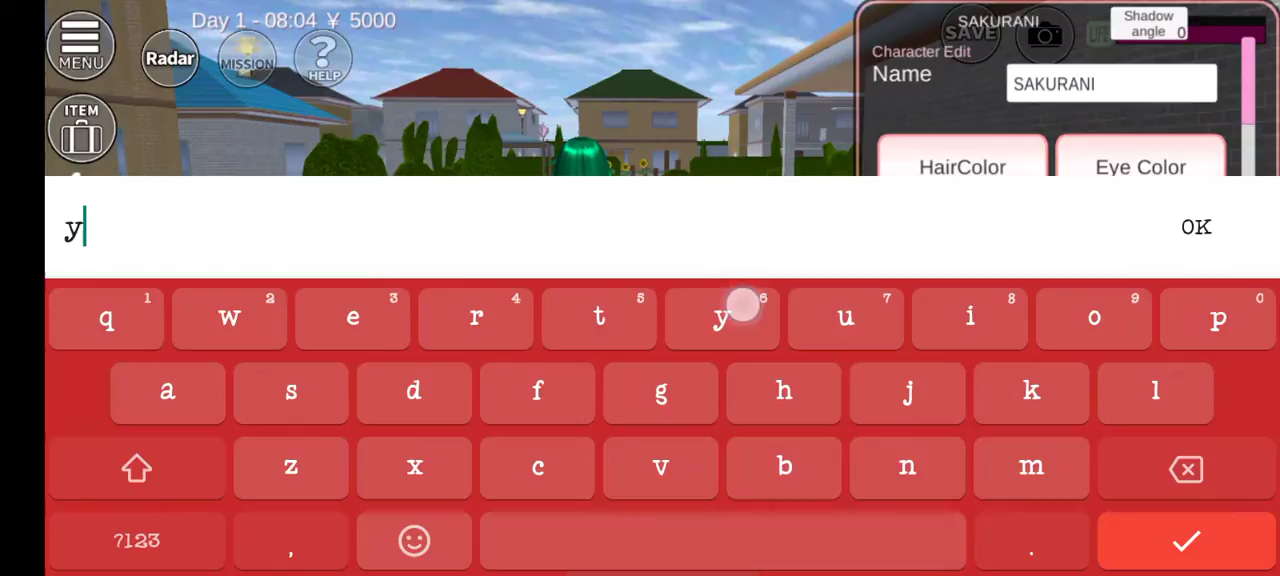 Day 1 - 08:04 ¥ 5000
MENU
Radar
MISSION
?
HELP
ITEM
SAKURANI
SAVE
LIFE
Shadow
angle 0
Character Edit
Name
SAKURANI
HairColor
Eye Color
y
OK
q 1 w 2 e 3 r 4 t 5 y 6 u 7 i 8 o 9 p 0
a s d f g h j k l
z x c v b n m
?123 , .